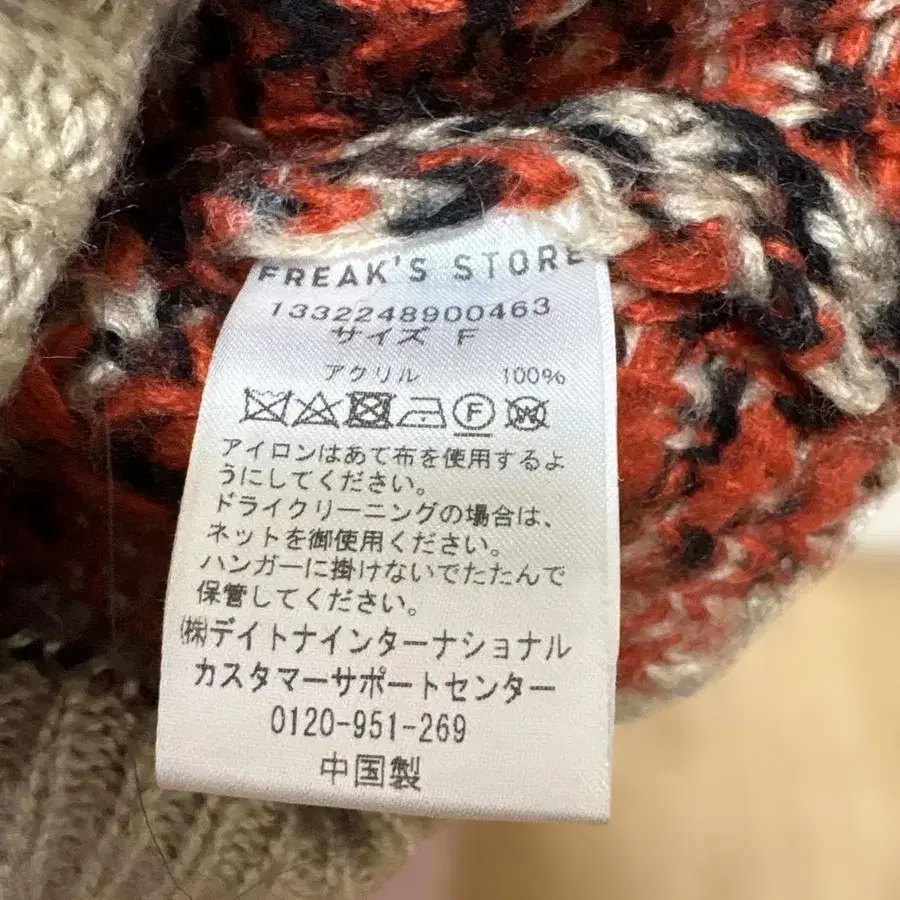 FREAK'S STORE
1332248900463
サイズ F
アクリル 100%
F W
アイロンはあて布を使用するよ
うにしてください。
ドライクリーニングの場合は、
ネットを御使用ください。
ハンガーに掛けないでたたんで
保管してください。
㈱デイトナインターナショナル
カスタマーサポートセンター
0120-951-269
中国製